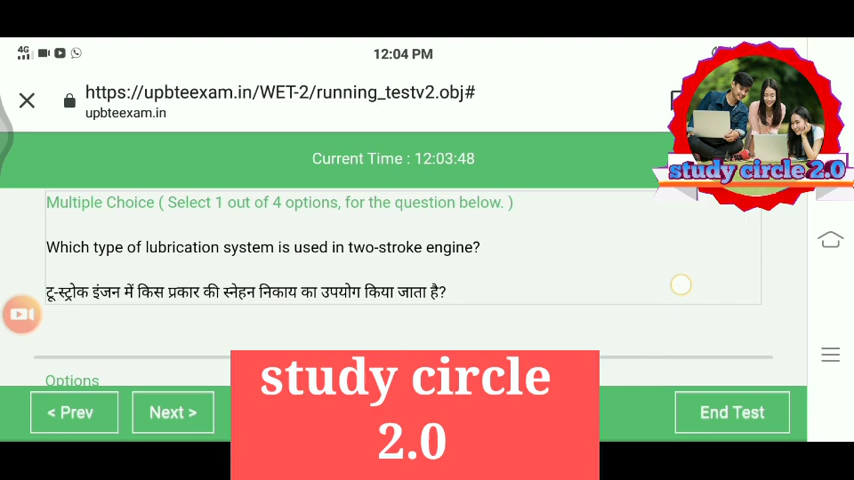 4G
12:04 PM
https://upbteexam.in/WET-2/running_testv2.obj#
upbteexam.in
study circle 2.0
Current Time : 12:03:48
Multiple Choice ( Select 1 out of 4 options, for the question below. )
Which type of lubrication system is used in two-stroke engine?
टू-स्ट्रोक इंजन में किस प्रकार की स्नेहन निकाय का उपयोग किया जाता है?
Options
< Prev
Next >
End Test
study circle
2.0